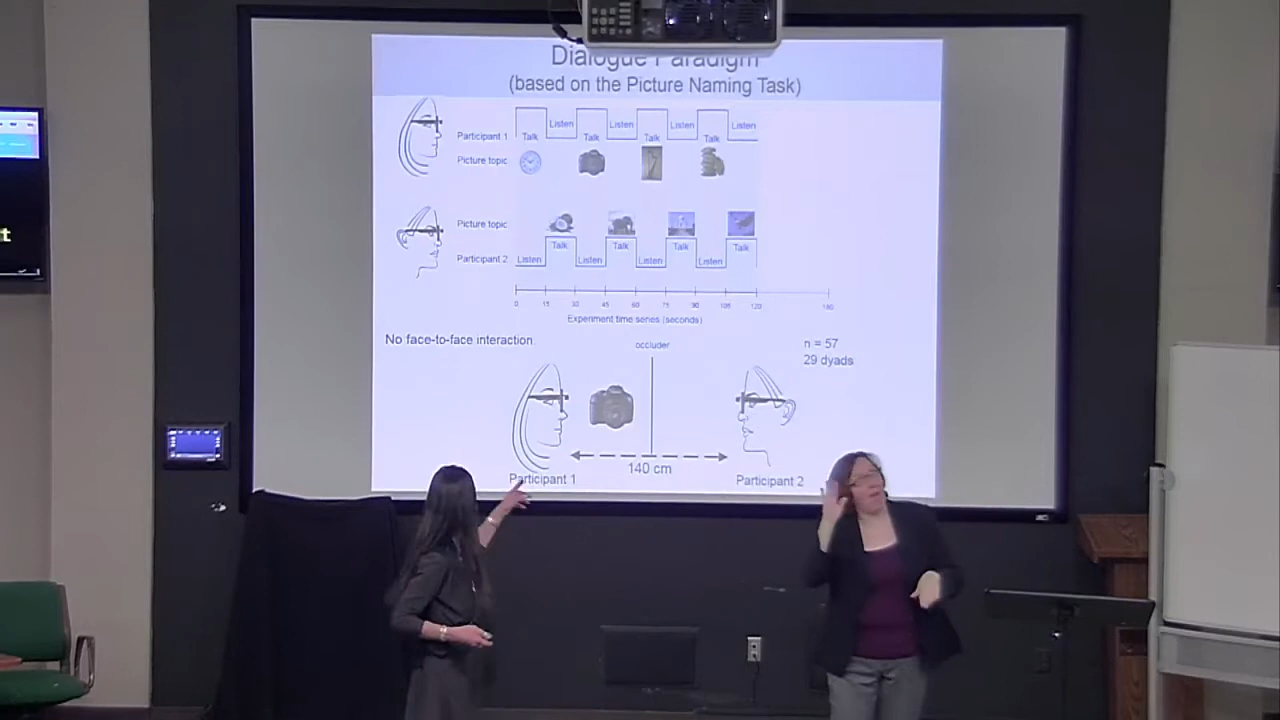 Dialogue Paradigm
(based on the Picture Naming Task)
Listen Listen Listen Listen
Participant 1 Talk Talk Talk Talk
Picture topic
Picture topic
Talk Talk Talk Talk
Participant 2 Listen Listen Listen Listen
0 15 30 45 60 75 90 105 120 180
Experiment time series (seconds)
No face-to-face interaction
occluder
n = 57
29 dyads
140 cm
Participant 1
Participant 2
t